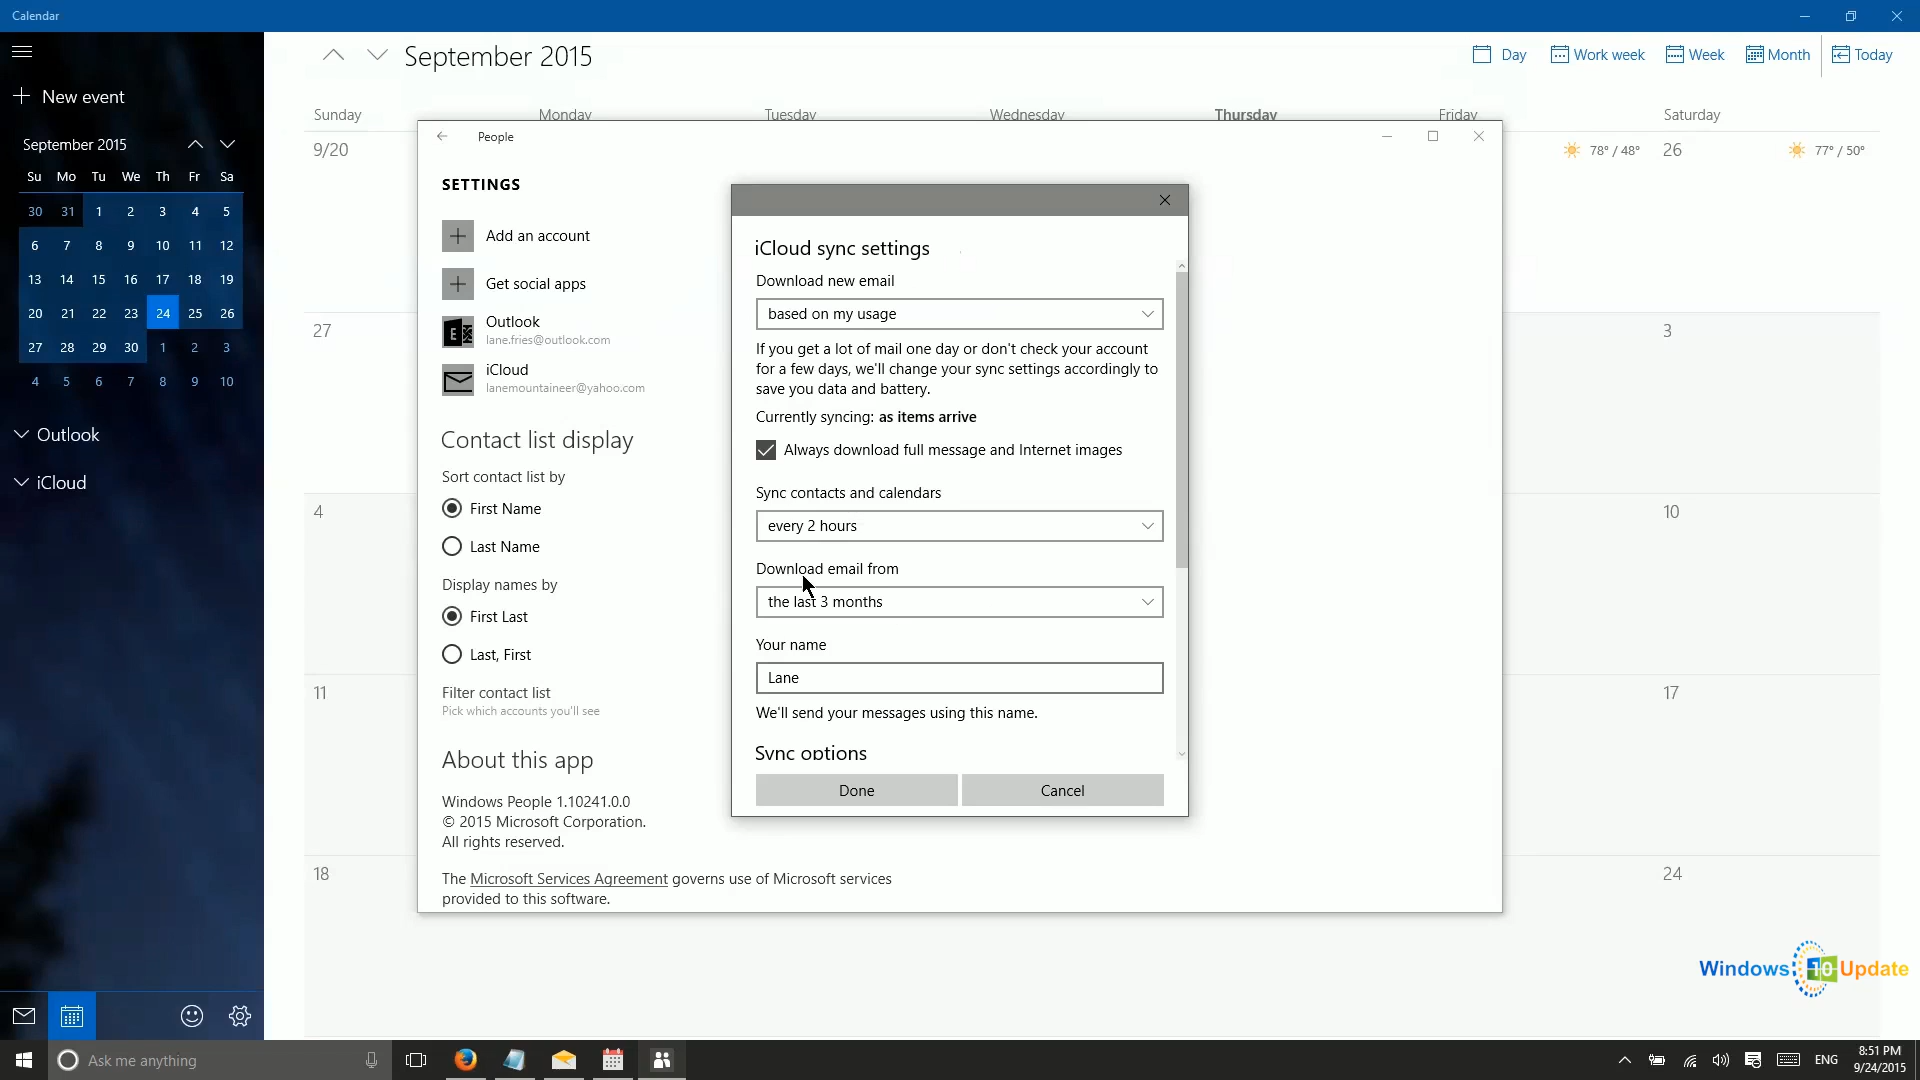 Calendar
New event
September 2015
Su Mo Tu We Th Fr Sa
30 31 1 2 3 4 5
6 7 8 9 10 11 12
13 14 15 16 17 18 19
20 21 22 23 24 25 26
27 28 29 30 1 2 3
4 5 6 7 8 9 10
Outlook
iCloud
September 2015
Day
Work week
Week
Month
Today
Sunday Monday Tuesday Wednesday Thursday Friday Saturday
9/20
78° / 48°
26
77° / 50°
27
3
4
10
11
17
18
24
People
SETTINGS
Add an account
Get social apps
Outlook
lane.fries@outlook.com
iCloud
lanemountaineer@yahoo.com
Contact list display
Sort contact list by
First Name
Last Name
Display names by
First Last
Last, First
Filter contact list
Pick which accounts you'll see
About this app
Windows People 1.10241.0.0
© 2015 Microsoft Corporation.
All rights reserved.
The Microsoft Services Agreement governs use of Microsoft services
provided to this software.
iCloud sync settings
Download new email
based on my usage
If you get a lot of mail one day or don't check your account
for a few days, we'll change your sync settings accordingly to
save you data and battery.
Currently syncing: as items arrive
Always download full message and Internet images
Sync contacts and calendars
every 2 hours
Download email from
the last 3 months
Your name
Lane
We'll send your messages using this name.
Sync options
Done
Cancel
Windows 10 Update
Ask me anything
ENG
8:51 PM
9/24/2015